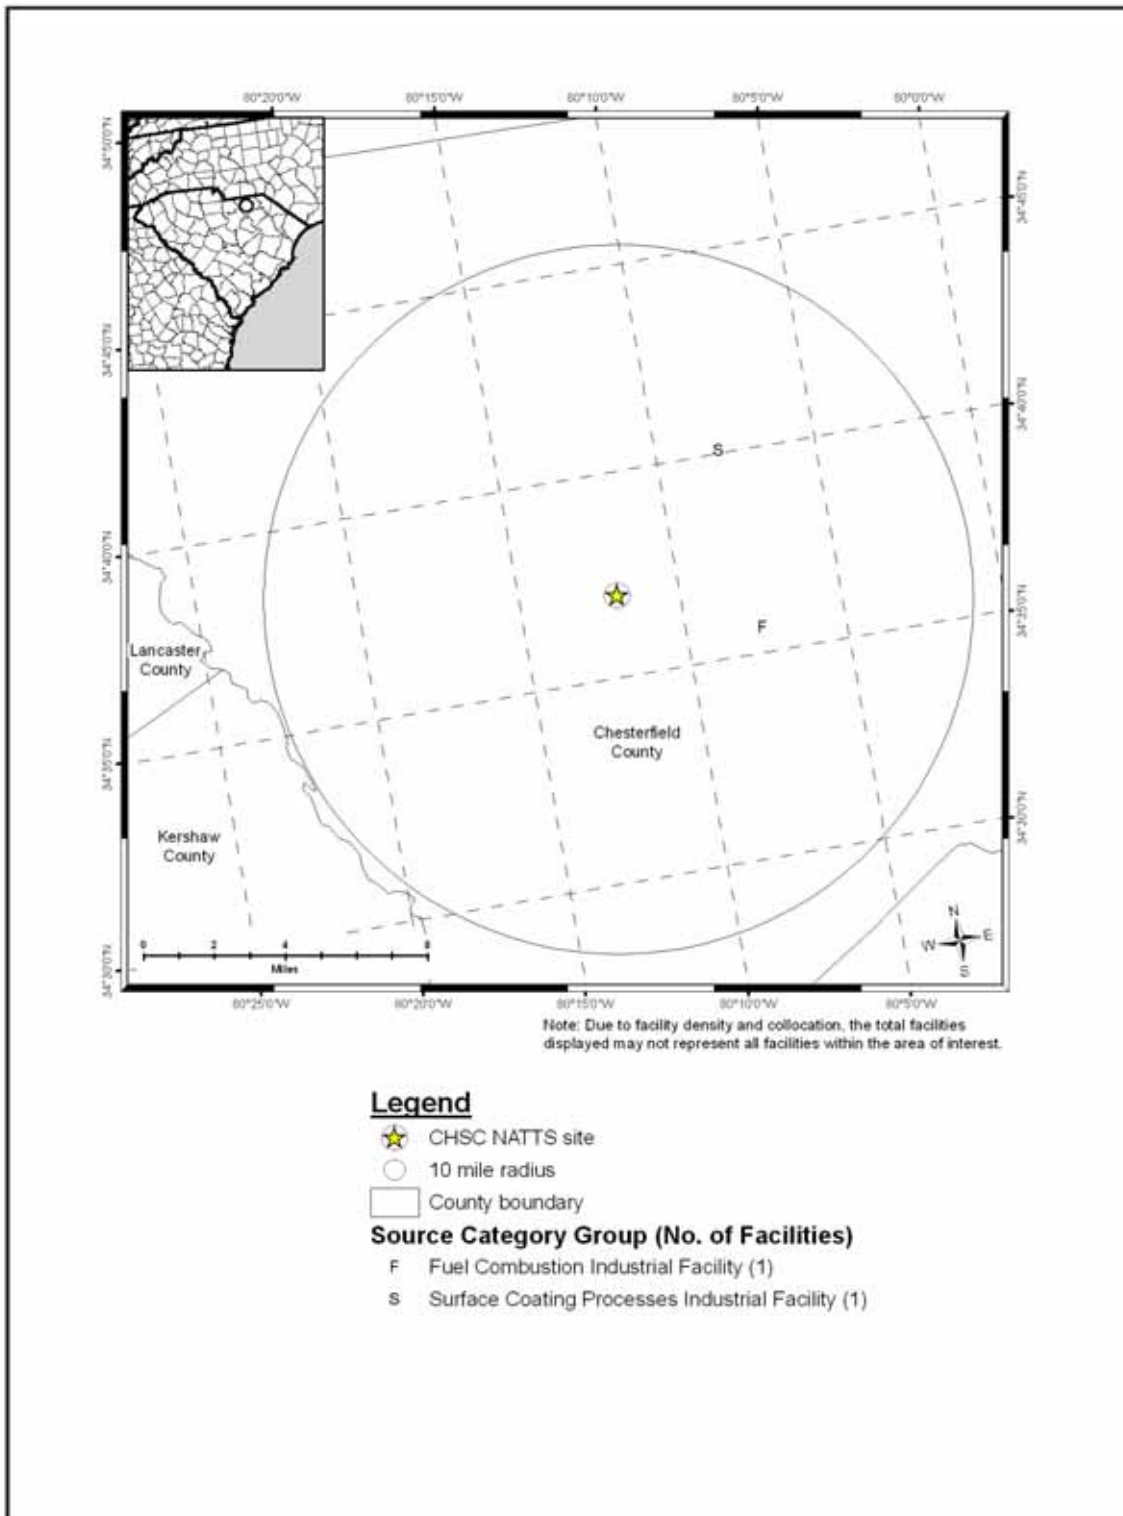 80°20'0"W 80°15'0"W 80°10'0"W 80°5'0"W 80°0'0"W
34°50'0"N
34°45'0"N
34°45'0"N
34°40'0"N
S
34°40'0"N
34°35'0"N
F
Lancaster
County
Chesterfield
County
34°35'0"N
34°30'0"N
Kershaw
County
N
W E
S
0 2 4 8
Miles
34°30'0"N
80°25'0"W 80°20'0"W 80°15'0"W 80°10'0"W 80°5'0"W
Note: Due to facility density and collocation, the total facilities
displayed may not represent all facilities within the area of interest.
Legend
CHSC NATTS site
10 mile radius
County boundary
Source Category Group (No. of Facilities)
F Fuel Combustion Industrial Facility (1)
S Surface Coating Processes Industrial Facility (1)